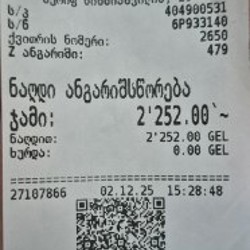 ს/კ 404900531
ს/ნ 6P933140
ქვითრის ნომერი: 2650
Z ანგარიში: 479
ნაღდი ანგარიშსწორება
ჯამი: 2'252.00`~
ნაღდით: 2'252.00 GEL
ხურდა: 0.00 GEL
27107866 02.12.25 15:28:48